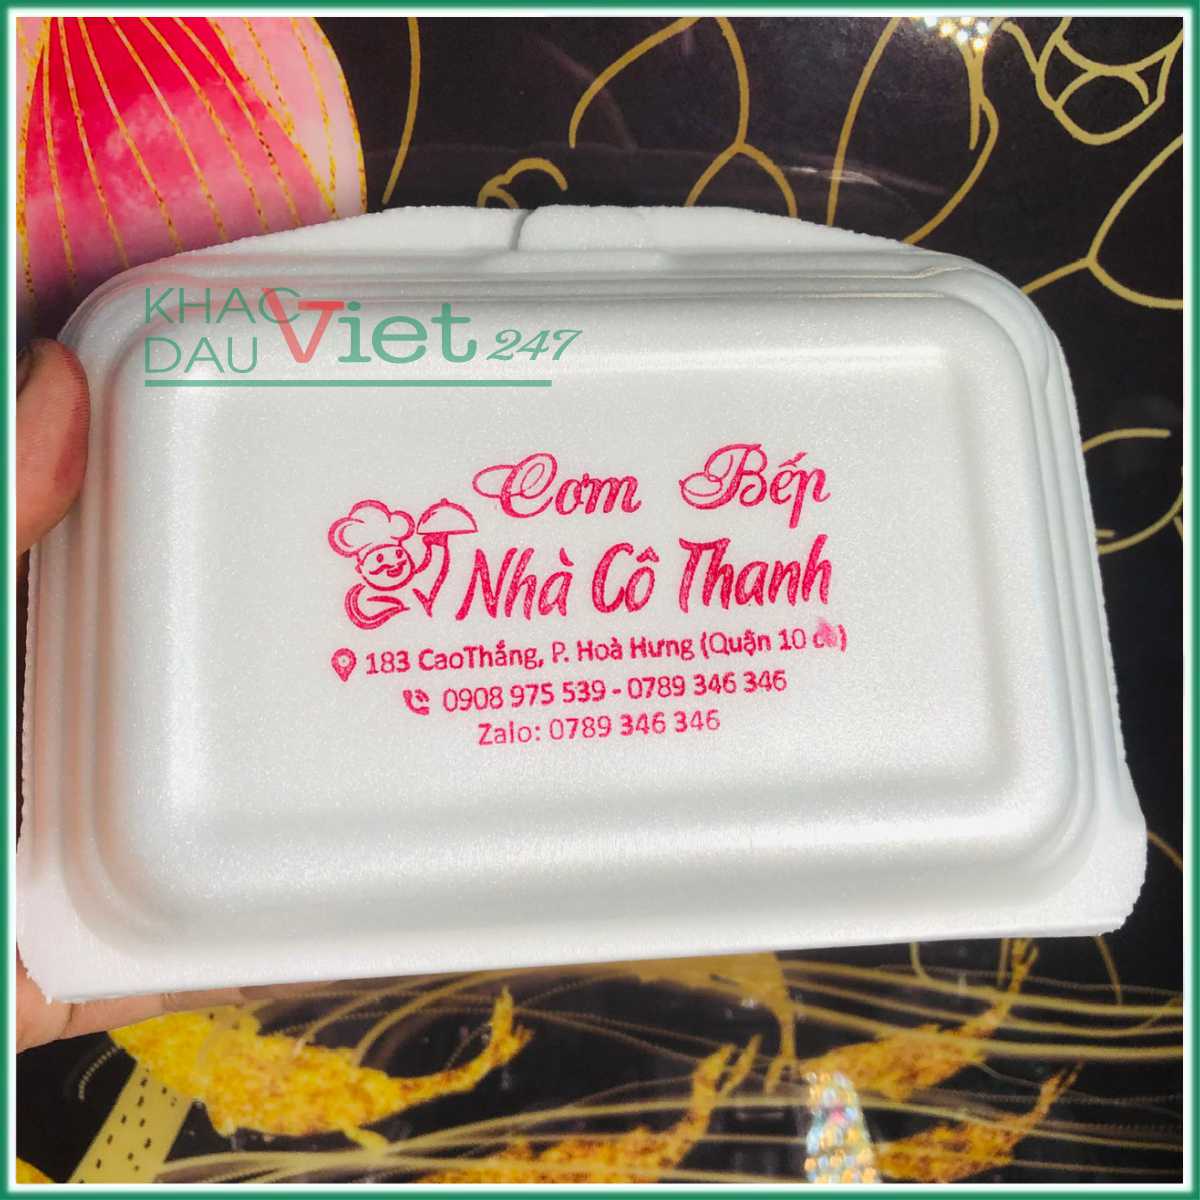 KHAC
DAU Viet 247
Cơm Bếp
Nhà Cô Thanh
183 CaoThắng, P. Hoà Hưng (Quận 10 cũ)
0908 975 539 - 0789 346 346
Zalo: 0789 346 346